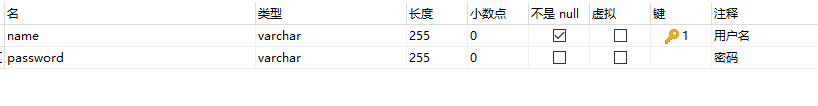 名 类型 长度 小数点 不是 null 虚拟 键 注释
name varchar 255 0 1 用户名
password varchar 255 0 密码